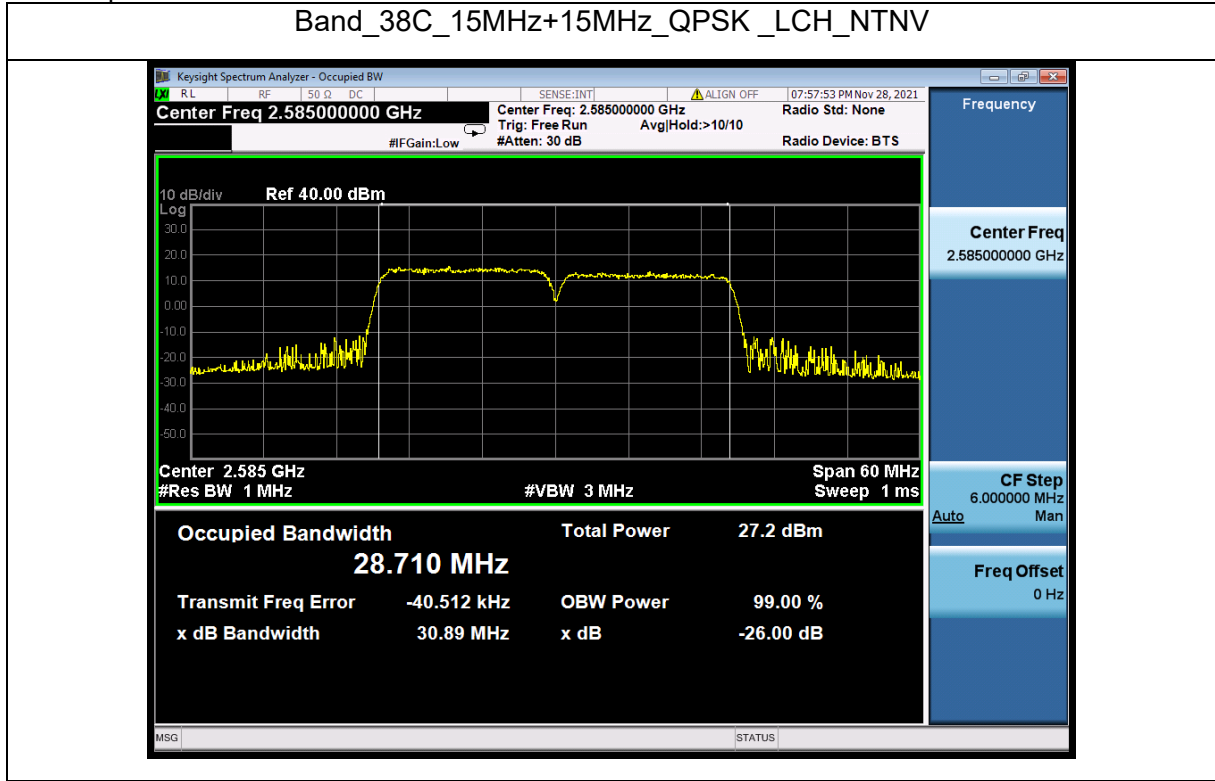 Band_38C_15MHz+15MHz_QPSK _LCH_NTNV
Keysight Spectrum Analyzer - Occupied BW
LXI RL RF 50 Ω DC SENSE:INT ALIGN OFF 07:57:53 PM Nov 28, 2021
Center Freq 2.585000000 GHz
Center Freq: 2.585000000 GHz Radio Std: None
Trig: Free Run Avg|Hold:>10/10
#IFGain:Low #Atten: 30 dB Radio Device: BTS
10 dB/div Ref 40.00 dBm
Log
30.0
20.0
10.0
0.00
-10.0
-20.0
-30.0
-40.0
-50.0
Center 2.585 GHz Span 60 MHz
#Res BW 1 MHz #VBW 3 MHz Sweep 1 ms
Occupied Bandwidth Total Power 27.2 dBm
28.710 MHz
Transmit Freq Error -40.512 kHz OBW Power 99.00 %
x dB Bandwidth 30.89 MHz x dB -26.00 dB
Frequency
Center Freq
2.585000000 GHz
CF Step
6.000000 MHz
Auto Man
Freq Offset
0 Hz
MSG STATUS